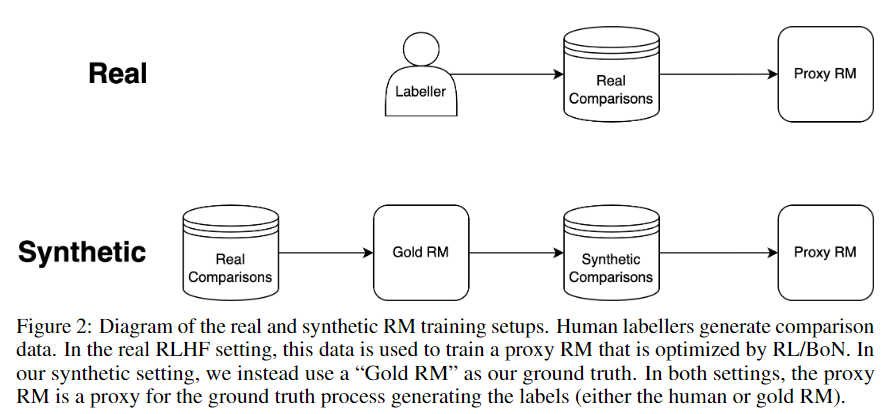 Real
Labeller
Real
Comparisons
Proxy RM
Synthetic
Real
Comparisons
Gold RM
Synthetic
Comparisons
Proxy RM
Figure 2: Diagram of the real and synthetic RM training setups. Human labellers generate comparison
data. In the real RLHF setting, this data is used to train a proxy RM that is optimized by RL/BoN. In
our synthetic setting, we instead use a “Gold RM” as our ground truth. In both settings, the proxy
RM is a proxy for the ground truth process generating the labels (either the human or gold RM).